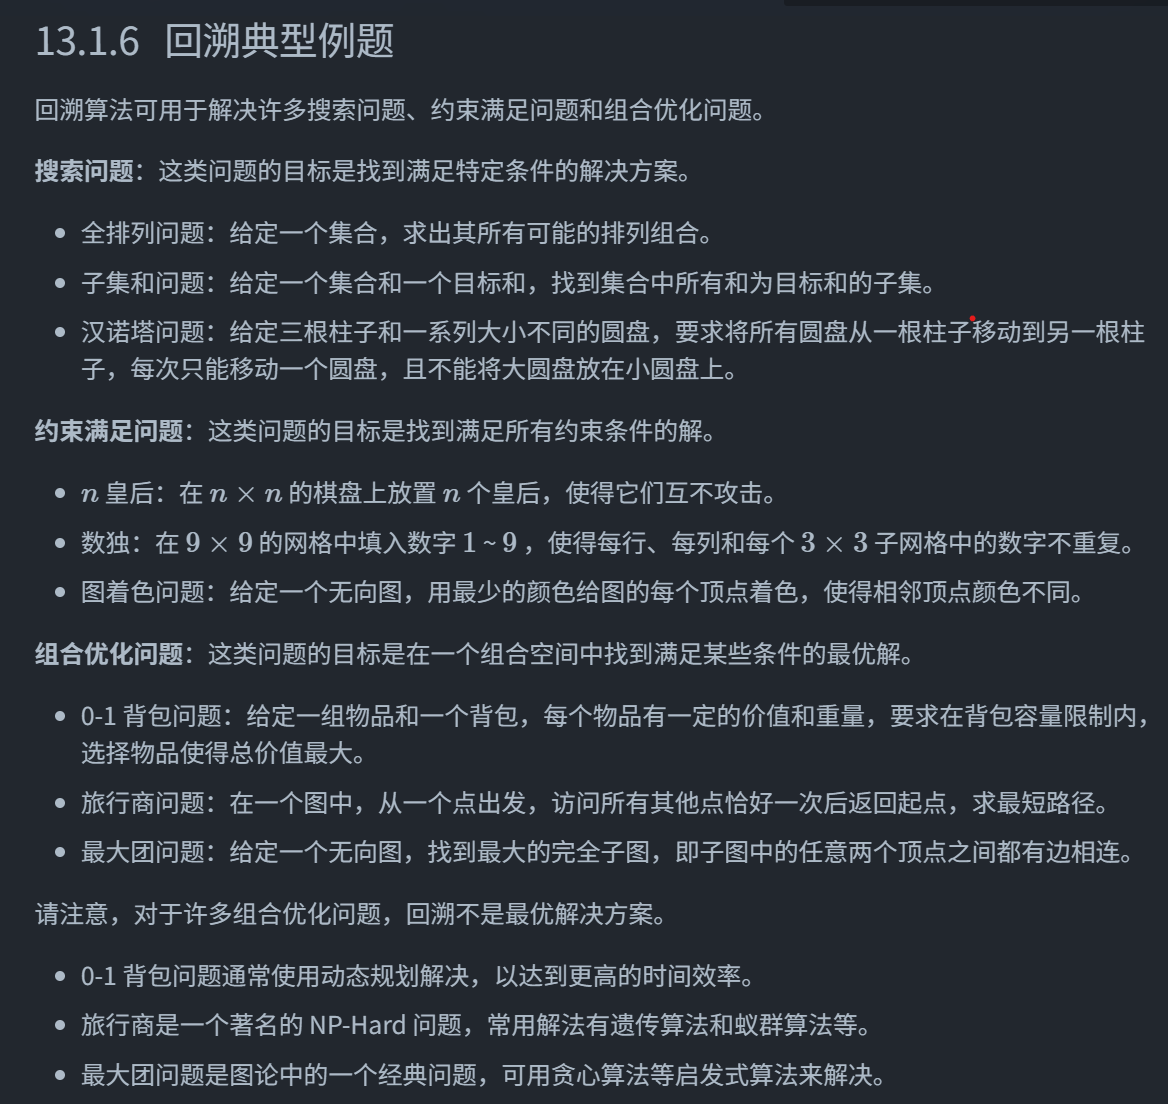 13.1.6 回溯典型例题
回溯算法可用于解决许多搜索问题、约束满足问题和组合优化问题。
搜索问题：这类问题的目标是找到满足特定条件的解决方案。
全排列问题：给定一个集合，求出其所有可能的排列组合。
子集和问题：给定一个集合和一个目标和，找到集合中所有和为目标和的子集。
汉诺塔问题：给定三根柱子和一系列大小不同的圆盘，要求将所有圆盘从一根柱子移动到另一根柱
子，每次只能移动一个圆盘，且不能将大圆盘放在小圆盘上。
约束满足问题：这类问题的目标是找到满足所有约束条件的解。
n 皇后：在 n × n 的棋盘上放置 n 个皇后，使得它们互不攻击。
数独：在 9 × 9 的网格中填入数字 1 ~ 9 ，使得每行、每列和每个 3 × 3 子网格中的数字不重复。
图着色问题：给定一个无向图，用最少的颜色给图的每个顶点着色，使得相邻顶点颜色不同。
组合优化问题：这类问题的目标是在一个组合空间中找到满足某些条件的最优解。
0-1 背包问题：给定一组物品和一个背包，每个物品有一定的价值和重量，要求在背包容量限制内，
选择物品使得总价值最大。
旅行商问题：在一个图中，从一个点出发，访问所有其他点恰好一次后返回起点，求最短路径。
最大团问题：给定一个无向图，找到最大的完全子图，即子图中的任意两个顶点之间都有边相连。
请注意，对于许多组合优化问题，回溯不是最优解决方案。
0-1 背包问题通常使用动态规划解决，以达到更高的时间效率。
旅行商是一个著名的 NP-Hard 问题，常用解法有遗传算法和蚁群算法等。
最大团问题是图论中的一个经典问题，可用贪心算法等启发式算法来解决。